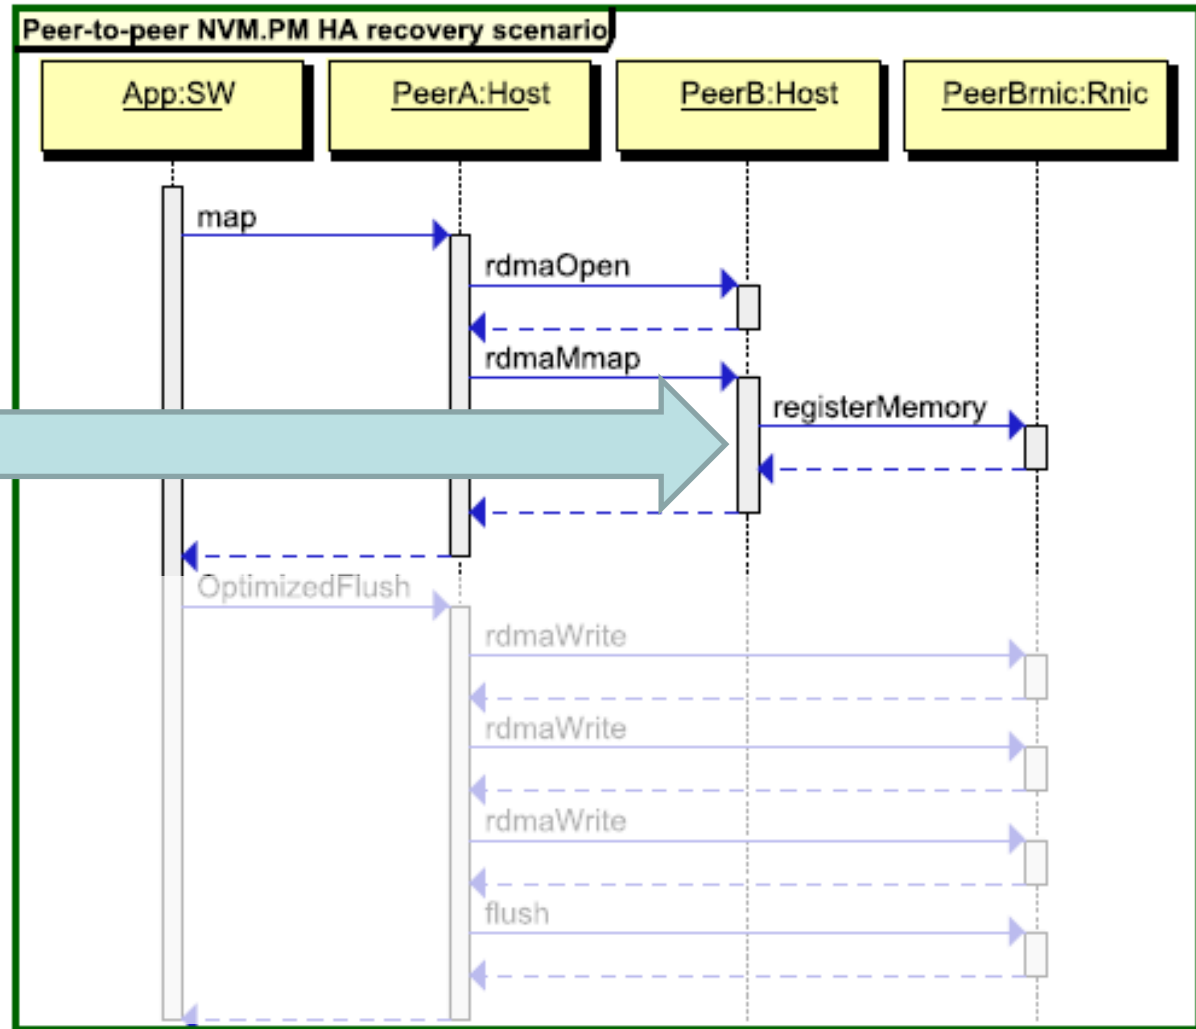 Peer-to-peer NVM.PM HA recovery scenario
App:SW
PeerA:Host
PeerB:Host
PeerBrnic:Rnic
map
rdmaOpen
rdmaMmap
registerMemory
OptimizedFlush
rdmaWrite
rdmaWrite
rdmaWrite
flush